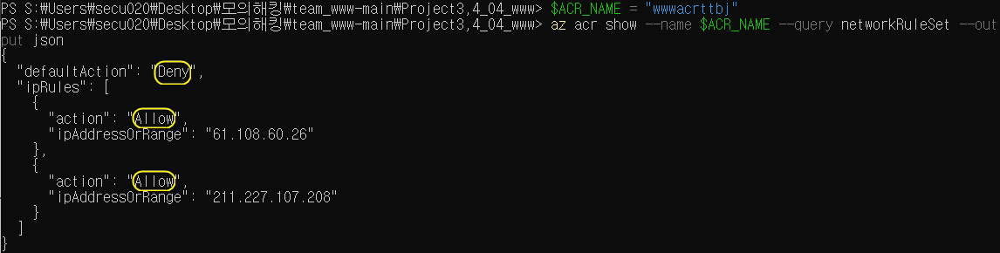 PS S:\Users\secu020\Desktop\모의해킹\team_www-main\Project3,4_04_www> $ACR_NAME = "wwwacrttbj"
PS S:\Users\secu020\Desktop\모의해킹\team_www-main\Project3,4_04_www> az acr show --name $ACR_NAME --query networkRuleSet --out
put json
{
  "defaultAction": "Deny",
  "ipRules": [
    {
      "action": "Allow",
      "ipAddressOrRange": "61.108.60.26"
    },
    {
      "action": "Allow",
      "ipAddressOrRange": "211.227.107.208"
    }
  ]
}